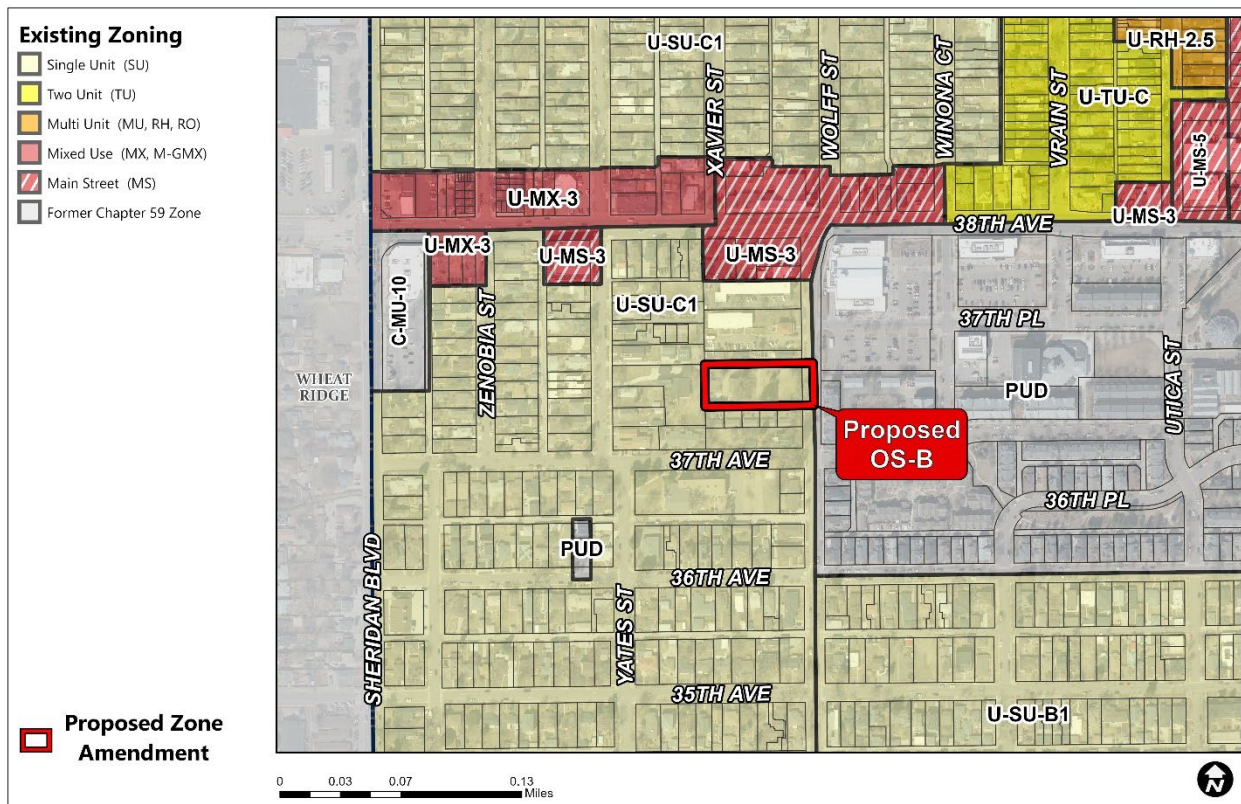 Existing Zoning
Single Unit (SU)
Two Unit (TU)
Multi Unit (MU, RH, RO)
Mixed Use (MX, M-GMX)
Main Street (MS)
Former Chapter 59 Zone
Proposed Zone
Amendment
U-SU-C1
XAVIER ST
WOLFF ST
WINONA CT
VRAIN ST
U-RH-2.5
U-TU-C
U-MS-5
U-MX-3
U-MS-3
38TH AVE
C-MU-10
U-MX-3
U-MS-3
U-MS-3
U-SU-C1
ZENOBIA ST
37TH PL
WHEAT
RIDGE
PUD
UTICA ST
Proposed
OS-B
37TH AVE
36TH PL
PUD
SHERIDAN BLVD
36TH AVE
YATES ST
35TH AVE
U-SU-B1
0 0.03 0.07 0.13
Miles
N